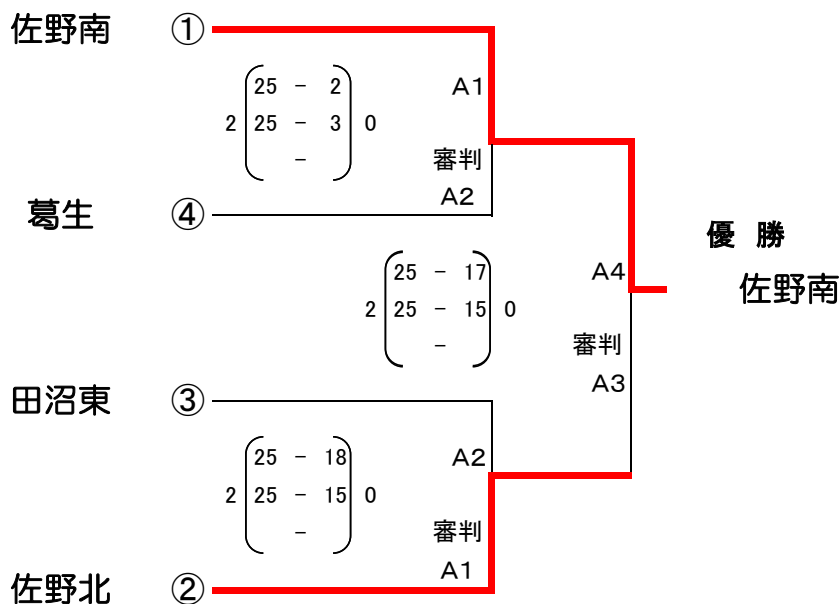 佐野南 ①
25 - 2 A1
2 25 - 3 0
- 審判
A2
葛生 ④
優 勝
25 - 17 A4
佐野南
2 25 - 15 0
- 審判
A3
田沼東 ③
25 - 18 A2
2 25 - 15 0
- 審判
A1
佐野北 ②